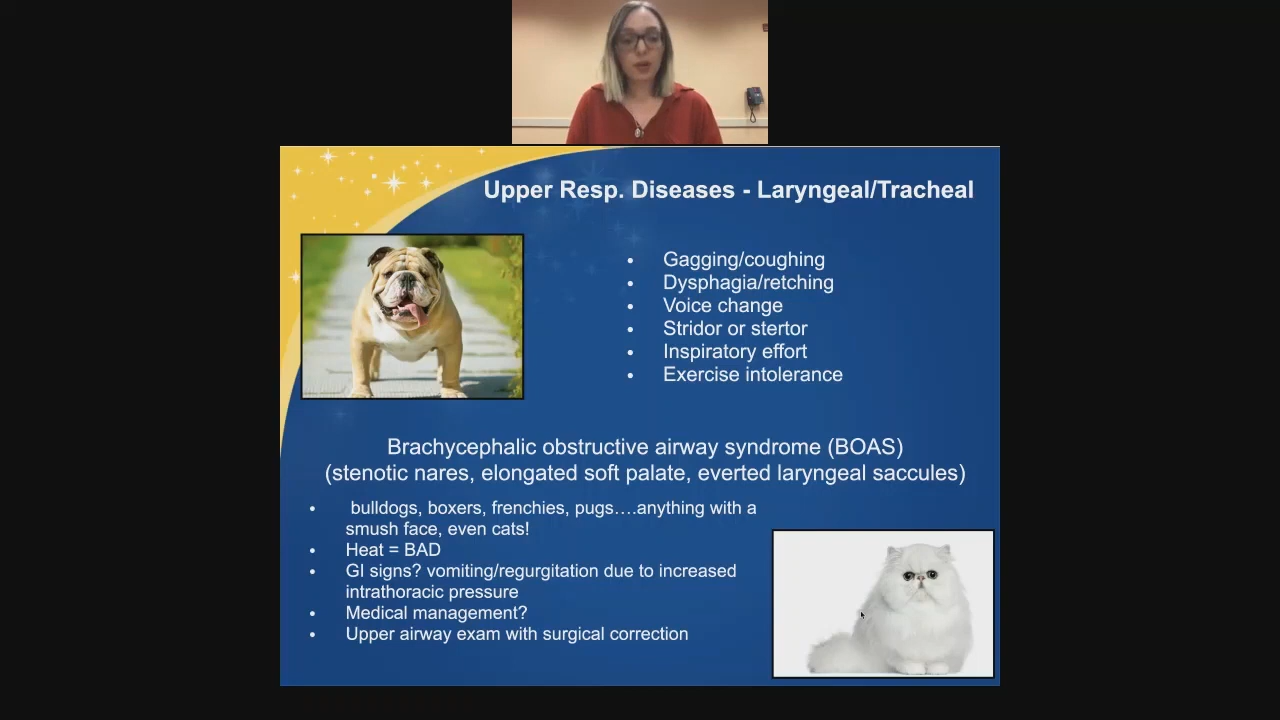 Upper Resp. Diseases - Laryngeal/Tracheal
• Gagging/coughing
• Dysphagia/retching
• Voice change
• Stridor or stertor
• Inspiratory effort
• Exercise intolerance
Brachycephalic obstructive airway syndrome (BOAS)
(stenotic nares, elongated soft palate, everted laryngeal saccules)
• bulldogs, boxers, frenchies, pugs….anything with a
smush face, even cats!
• Heat = BAD
• GI signs? vomiting/regurgitation due to increased
intrathoracic pressure
• Medical management?
• Upper airway exam with surgical correction